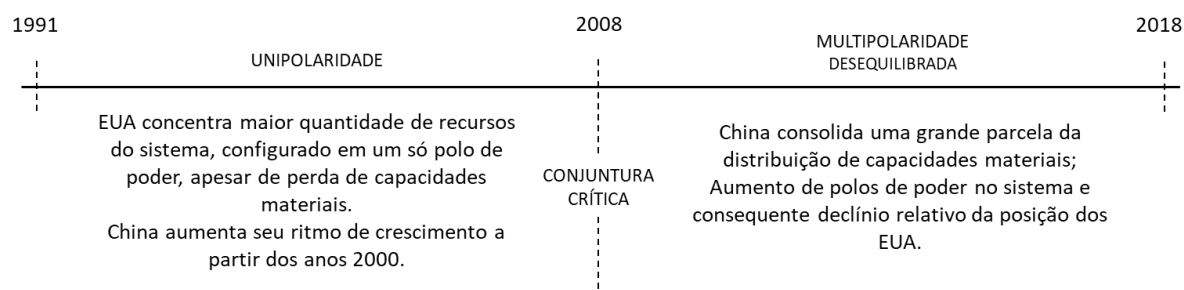 1991
2008
2018
UNIPOLARIDADE
MULTIPOLARIDADE
DESEQUILIBRADA
EUA concentra maior quantidade de recursos
do sistema, configurado em um só polo de
poder, apesar de perda de capacidades
materiais.
China aumenta seu ritmo de crescimento a
partir dos anos 2000.
CONJUNTURA
CRÍTICA
China consolida uma grande parcela da
distribuição de capacidades materiais;
Aumento de polos de poder no sistema e
consequente declínio relativo da posição dos
EUA.